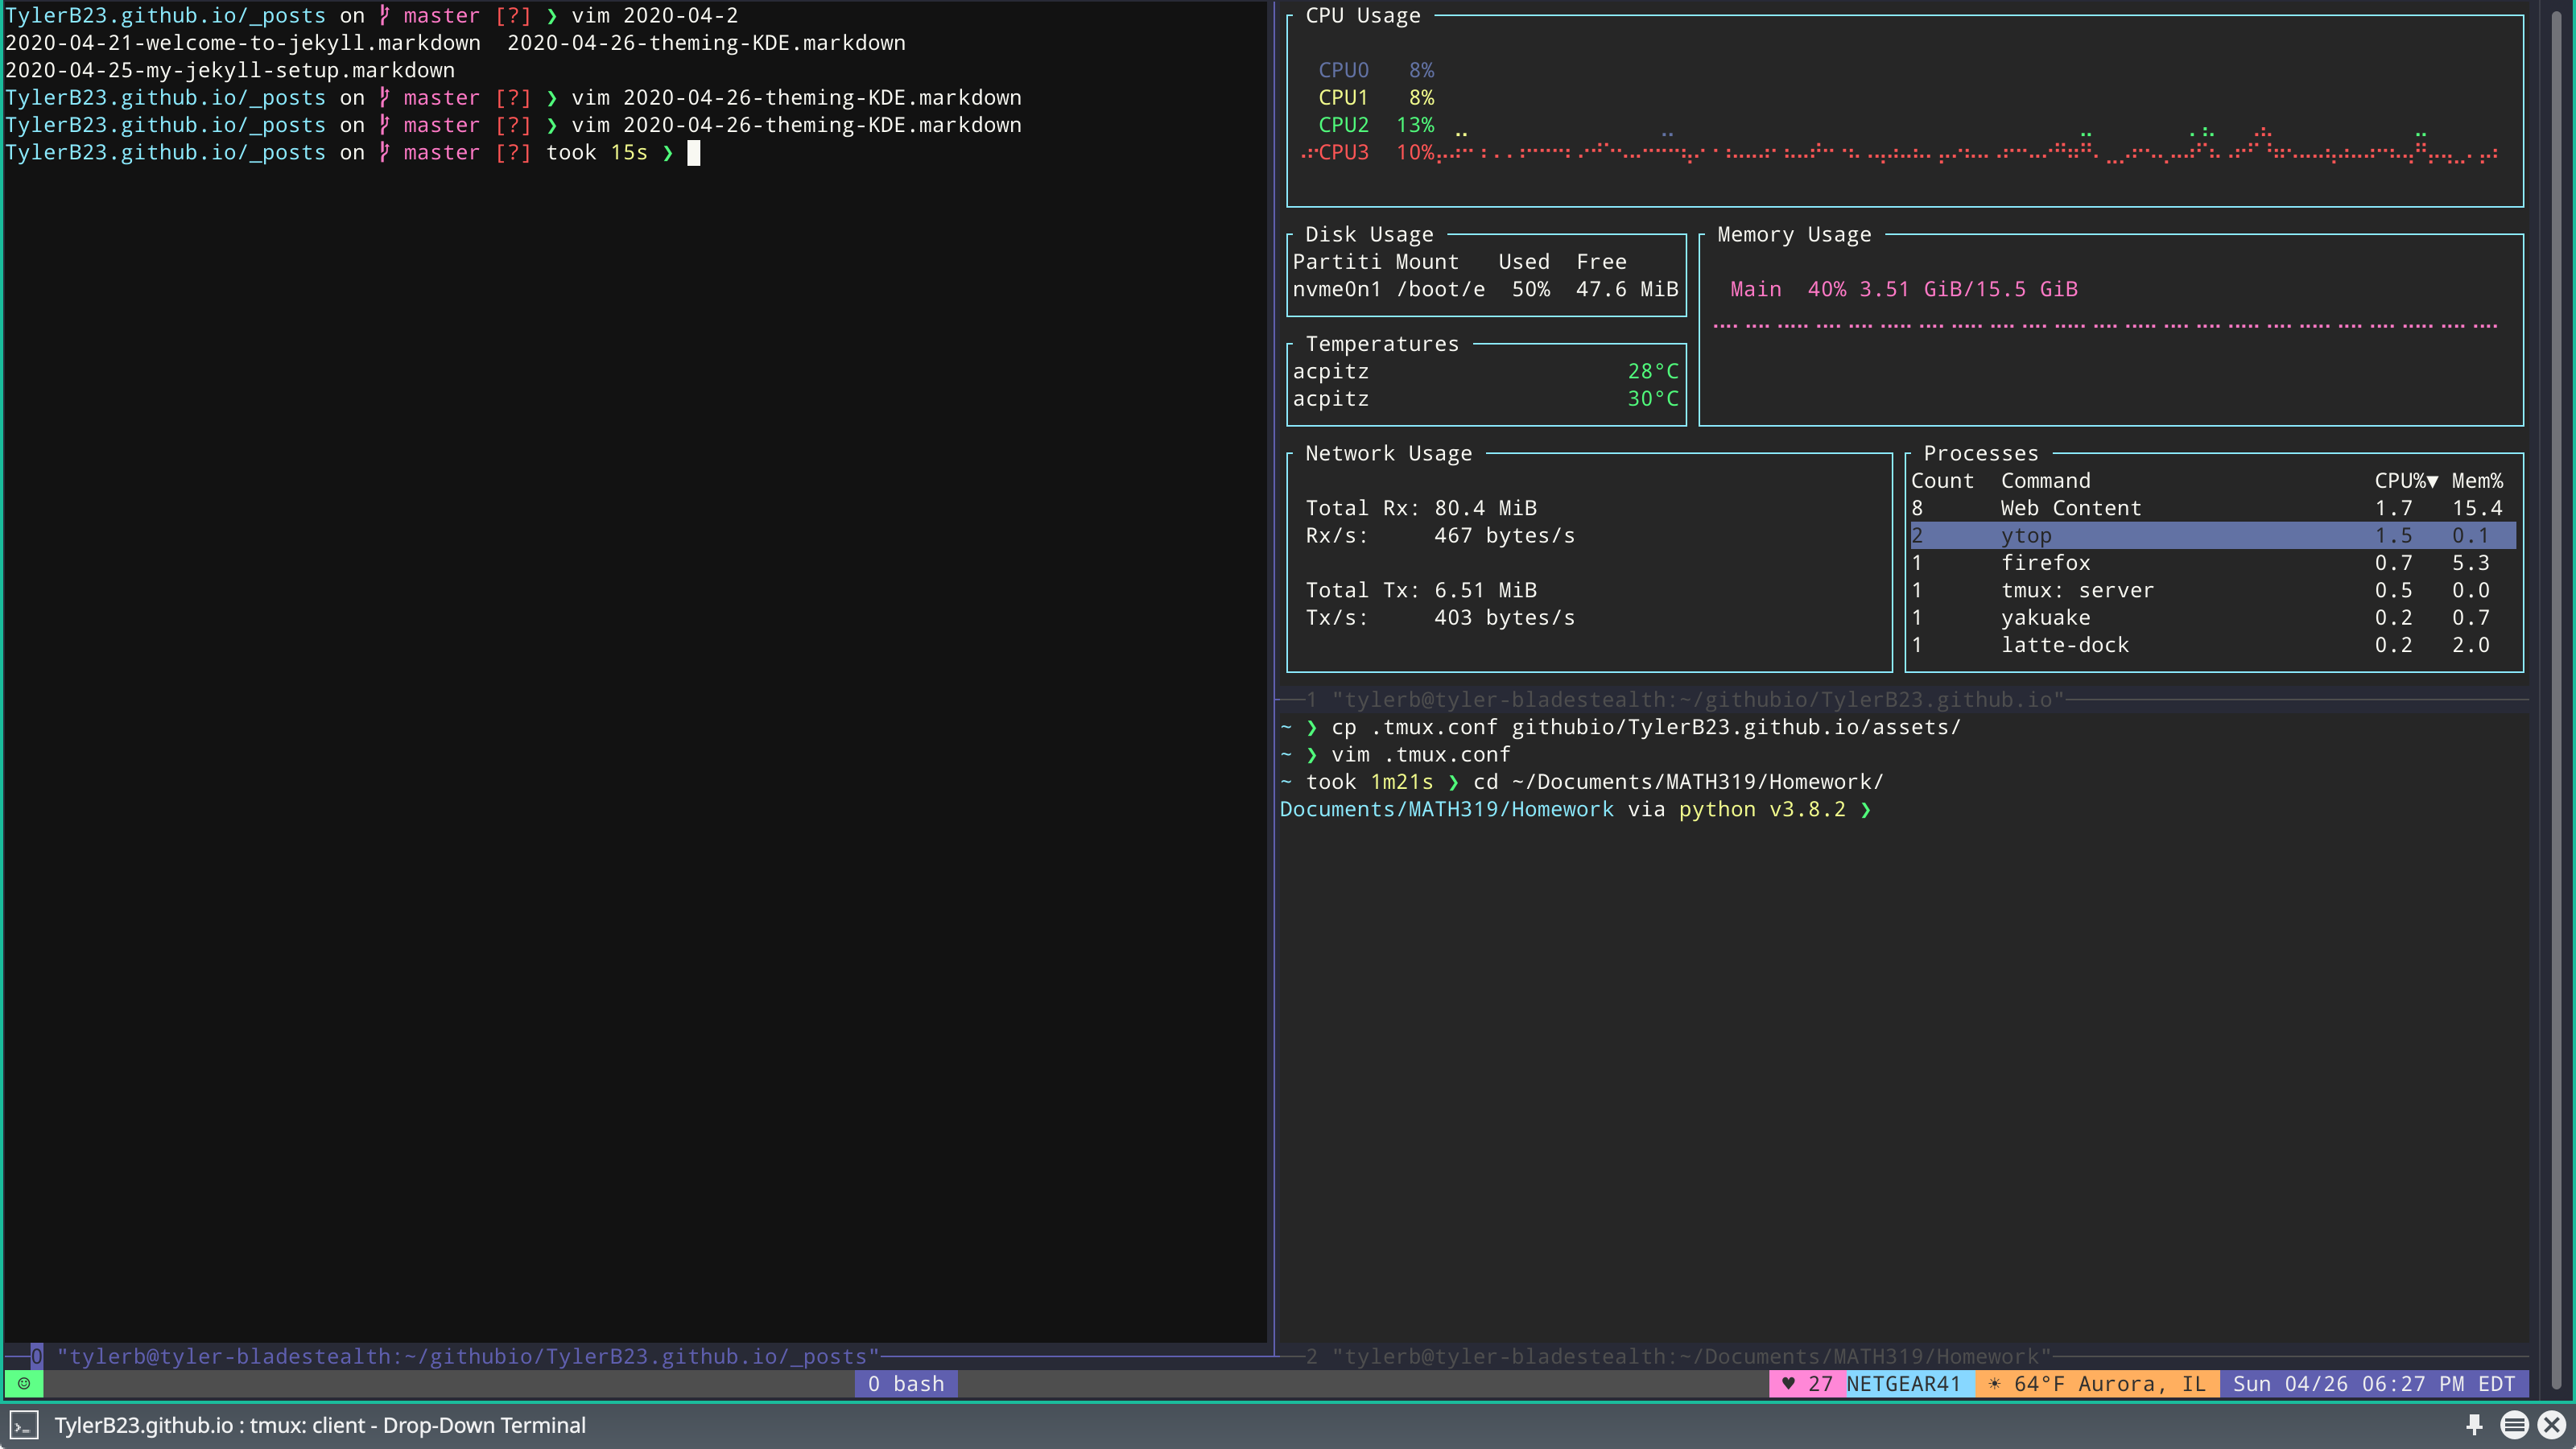 TylerB23.github.io/_posts on master [?] ❯ vim 2020-04-2
2020-04-21-welcome-to-jekyll.markdown  2020-04-26-theming-KDE.markdown
2020-04-25-my-jekyll-setup.markdown
TylerB23.github.io/_posts on master [?] ❯ vim 2020-04-26-theming-KDE.markdown
TylerB23.github.io/_posts on master [?] ❯ vim 2020-04-26-theming-KDE.markdown
TylerB23.github.io/_posts on master [?] took 15s ❯
CPU Usage
CPU0 8%
CPU1 8%
CPU2 13%
CPU3 10%
Disk Usage
Partiti Mount Used Free
nvme0n1 /boot/e 50% 47.6 MiB
Memory Usage
Main 40% 3.51 GiB/15.5 GiB
Temperatures
acpitz 28°C
acpitz 30°C
Network Usage
Total Rx: 80.4 MiB
Rx/s: 467 bytes/s
Total Tx: 6.51 MiB
Tx/s: 403 bytes/s
Processes
Count Command CPU%▼ Mem%
8 Web Content 1.7 15.4
2 ytop 1.5 0.1
1 firefox 0.7 5.3
1 tmux: server 0.5 0.0
1 yakuake 0.2 0.7
1 latte-dock 0.2 2.0
1 "tylerb@tyler-bladestealth:~/githubio/TylerB23.github.io"
~ ❯ cp .tmux.conf githubio/TylerB23.github.io/assets/
~ ❯ vim .tmux.conf
~ took 1m21s ❯ cd ~/Documents/MATH319/Homework/
Documents/MATH319/Homework via python v3.8.2 ❯
0 "tylerb@tyler-bladestealth:~/githubio/TylerB23.github.io/_posts"
2 "tylerb@tyler-bladestealth:~/Documents/MATH319/Homework"
☺ 0 bash ♥ 27 NETGEAR41 ☀ 64°F Aurora, IL Sun 04/26 06:27 PM EDT
TylerB23.github.io : tmux: client - Drop-Down Terminal